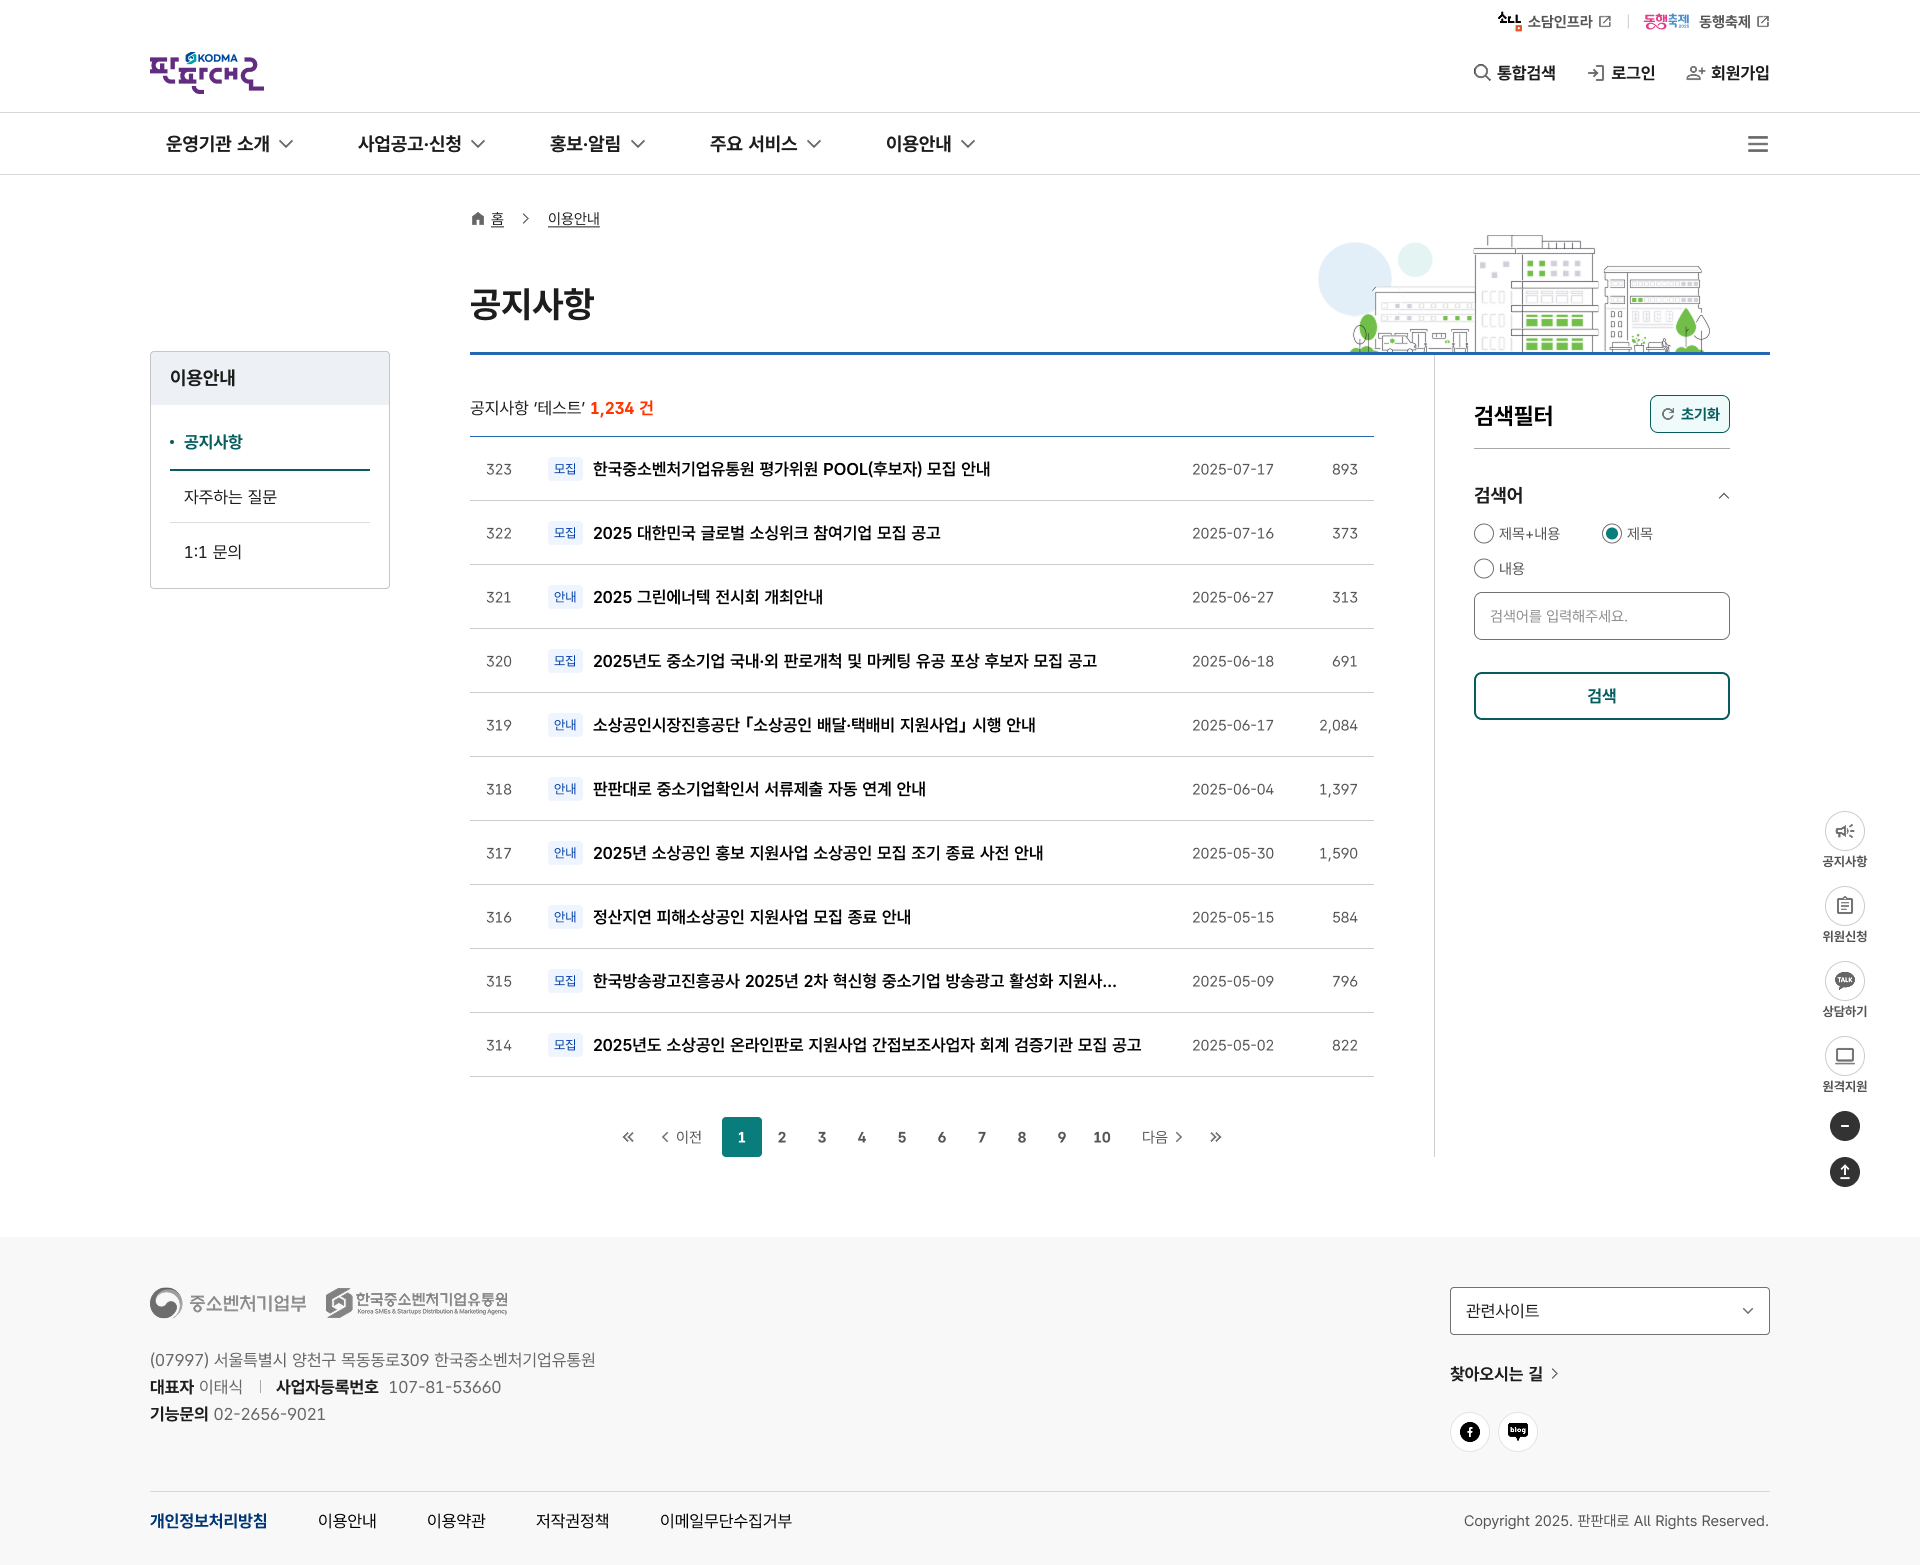 소담인프라
동행축제 2025 동행축제
KODMA
판판대로
통합검색 로그인 회원가입
운영기관 소개 사업공고·신청 홍보·알림 주요 서비스 이용안내
홈 이용안내
공지사항
이용안내
공지사항
자주하는 질문
1:1 문의
공지사항 ‘테스트’ 1,234 건
323 모집 한국중소벤처기업유통원 평가위원 POOL(후보자) 모집 안내 2025-07-17 893
322 모집 2025 대한민국 글로벌 소싱위크 참여기업 모집 공고 2025-07-16 373
321 안내 2025 그린에너텍 전시회 개최안내 2025-06-27 313
320 모집 2025년도 중소기업 국내·외 판로개척 및 마케팅 유공 포상 후보자 모집 공고 2025-06-18 691
319 안내 소상공인시장진흥공단 「소상공인 배달·택배비 지원사업」 시행 안내 2025-06-17 2,084
318 안내 판판대로 중소기업확인서 서류제출 자동 연계 안내 2025-06-04 1,397
317 안내 2025년 소상공인 홍보 지원사업 소상공인 모집 조기 종료 사전 안내 2025-05-30 1,590
316 안내 정산지연 피해소상공인 지원사업 모집 종료 안내 2025-05-15 584
315 모집 한국방송광고진흥공사 2025년 2차 혁신형 중소기업 방송광고 활성화 지원사... 2025-05-09 796
314 모집 2025년도 소상공인 온라인판로 지원사업 간접보조사업자 회계 검증기관 모집 공고 2025-05-02 822
이전 1 2 3 4 5 6 7 8 9 10 다음
검색필터 초기화
검색어
제목+내용 제목
내용
검색어를 입력해주세요.
검색
공지사항
위원신청
TALK
상담하기
원격지원
중소벤처기업부 한국중소벤처기업유통원
Korea SMEs & Startups Distribution & Marketing Agency
(07997) 서울특별시 양천구 목동동로309 한국중소벤처기업유통원
대표자 이태식 사업자등록번호 107-81-53660
기능문의 02-2656-9021
관련사이트
찾아오시는 길
blog
개인정보처리방침 이용안내 이용약관 저작권정책 이메일무단수집거부
Copyright 2025. 판판대로 All Rights Reserved.